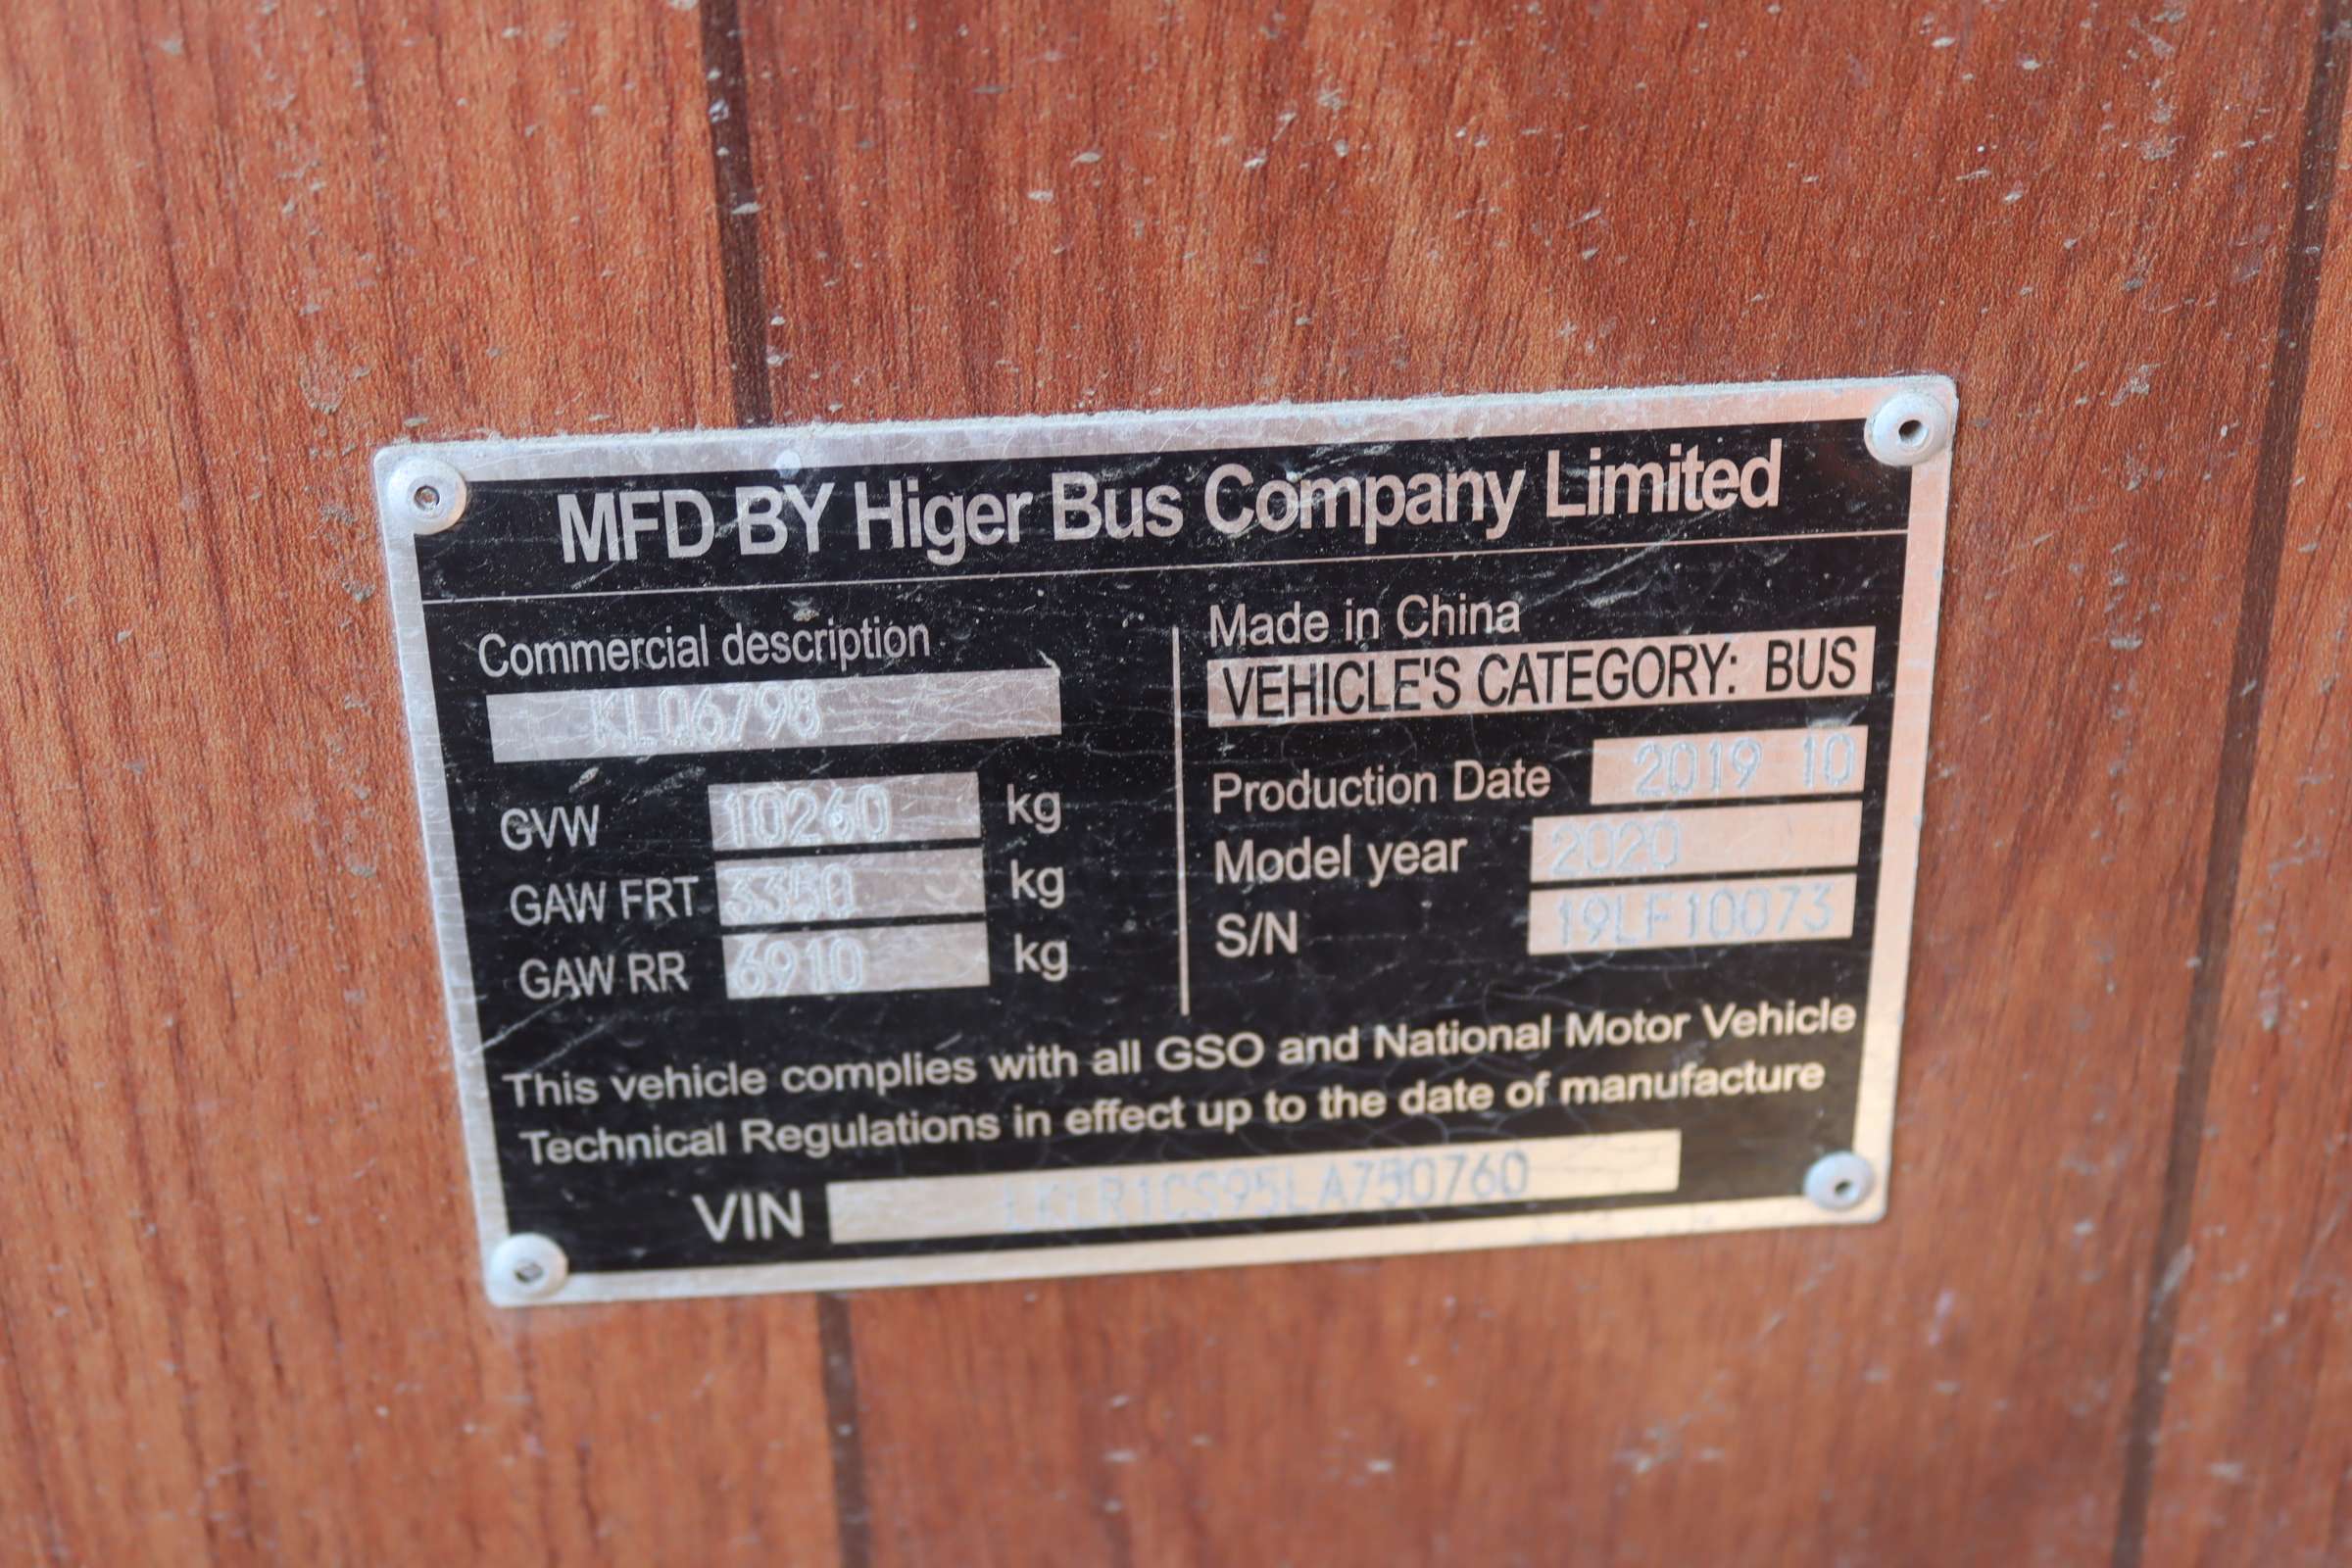 MFD BY Higer Bus Company Limited
Commercial description
KLQ6798
GVW 10260 kg
GAW FRT 3350 kg
GAW RR 6910 kg
Made in China
VEHICLE'S CATEGORY: BUS
Production Date 2019 10
Model year 2020
S/N 19LF10073
This vehicle complies with all GSO and National Motor Vehicle
Technical Regulations in effect up to the date of manufacture
VIN LKLR1CS95LA750760